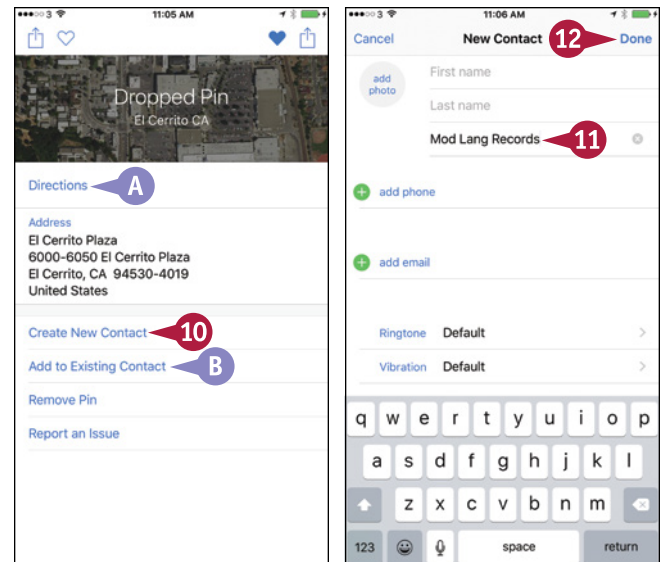 3 11:05 AM
Dropped Pin
El Cerrito CA
Directions
A
Address
El Cerrito Plaza
6000-6050 El Cerrito Plaza
El Cerrito, CA 94530-4019
United States
Create New Contact
10
Add to Existing Contact
B
Remove Pin
Report an Issue
3 11:06 AM
Cancel New Contact 12 Done
add
photo
First name
Last name
Mod Lang Records 11
add phone
add email
Ringtone Default
Vibration Default
q w e r t y u i o p
a s d f g h j k l
z x c v b n m
123 space return